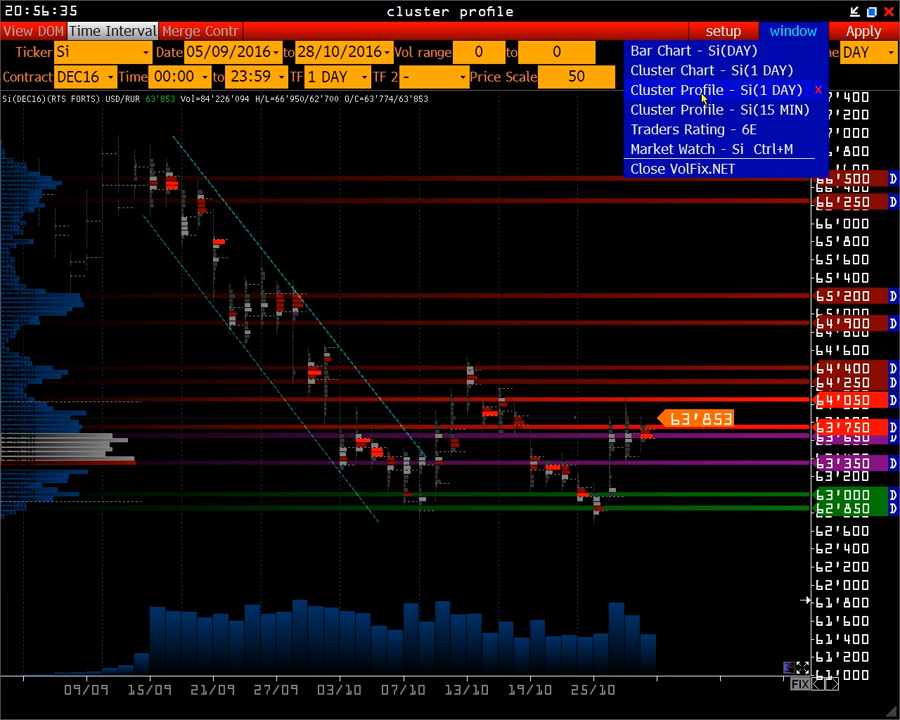 20:56:35 cluster profile
View DOM Time Interval Merge Contr setup window Apply
Ticker Si Date 05/09/2016 to 28/10/2016 Vol range 0 to 0 ne DAY
Contract DEC16 Time 00:00 to 23:59 TF 1 DAY TF 2 - Price Scale 50
Bar Chart - Si(DAY)
Cluster Chart - Si(1 DAY)
Cluster Profile - Si(1 DAY) x
Cluster Profile - Si(15 MIN)
Traders Rating - 6E
Market Watch - Si Ctrl+M
Close VolFix.NET
Si(DEC16)(RTS FORTS) USD/RUR 63'853 Vol=84'226'094 H/L=66'950/62'700 O/C=63'774/63'853
67'400
67'000
66'800
66'500 D
66'400
66'250 D
65'800
65'600
65'400
65'200 D
65'000
64'900 D
64'600
64'400 D
64'250 D
64'050 D
63'853
63'750 D
63'650 D
63'350 D
63'200
63'000 D
62'850 D
62'600
62'400
62'200
62'000
61'800
61'600
61'400
61'200
61'000
FIX
09/09 15/09 21/09 27/09 03/10 07/10 13/10 19/10 25/10